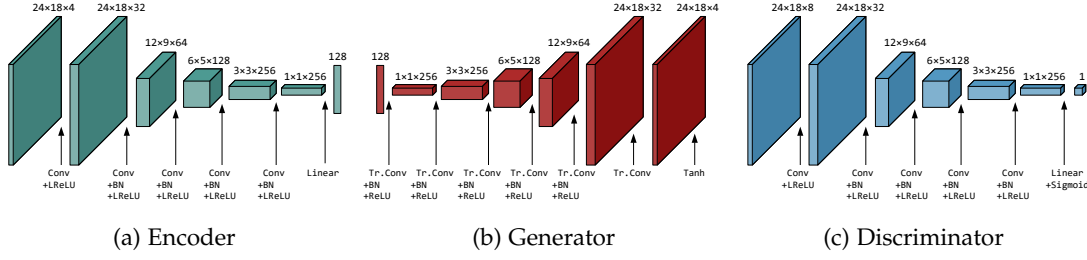 24×18×4
24×18×32
12×9×64
6×5×128
3×3×256
1×1×256
128
Conv
+LReLU
Conv
+BN
+LReLU
Conv
+BN
+LReLU
Conv
+BN
+LReLU
Conv
+BN
+LReLU
Linear
(a) Encoder
128
1×1×256
3×3×256
6×5×128
12×9×64
24×18×32
24×18×4
Tr.Conv
+BN
+ReLU
Tr.Conv
+BN
+ReLU
Tr.Conv
+BN
+ReLU
Tr.Conv
+BN
+ReLU
Tr.Conv
+BN
+ReLU
Tr.Conv
Tanh
(b) Generator
24×18×8
24×18×32
12×9×64
6×5×128
3×3×256
1×1×256
1
Conv
+LReLU
Conv
+BN
+LReLU
Conv
+BN
+LReLU
Conv
+BN
+LReLU
Conv
+BN
+LReLU
Linear
+Sigmoid
(c) Discriminator